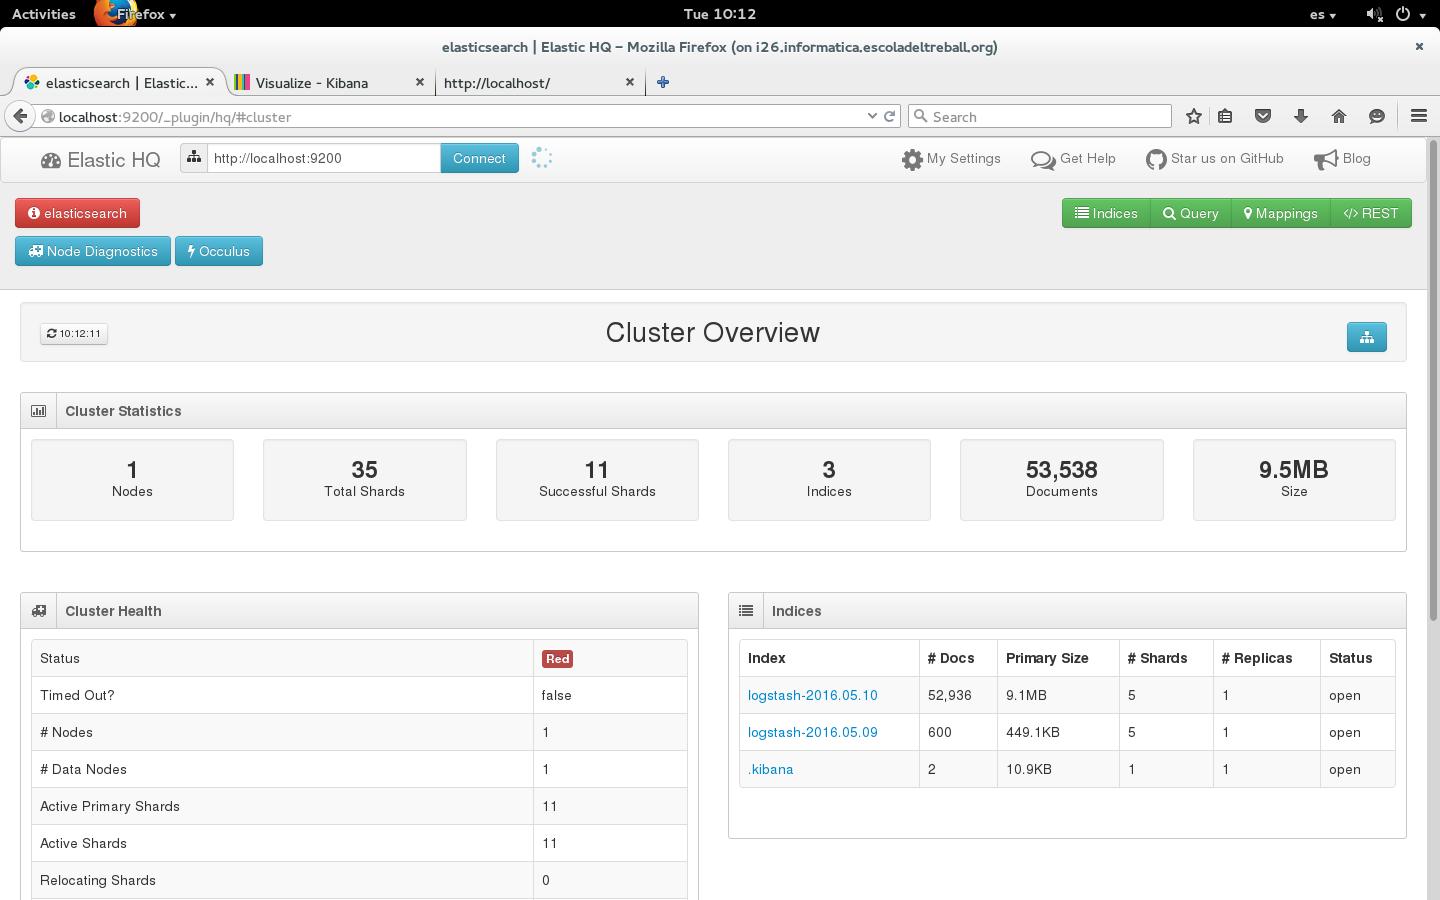 Activities Firefox Tue 10:12 es
elasticsearch | Elastic HQ - Mozilla Firefox (on i26.informatica.escoladeltreball.org)
elasticsearch | Elastic... Visualize - Kibana http://localhost/
localhost:9200/_plugin/hq/#cluster Search
Elastic HQ http://localhost:9200 Connect My Settings Get Help Star us on GitHub Blog
elasticsearch Indices Query Mappings </> REST
Node Diagnostics Occulus
10:12:11 Cluster Overview
Cluster Statistics
1 35 11 3 53,538 9.5MB
Nodes Total Shards Successful Shards Indices Documents Size
Cluster Health
Status Red
Timed Out? false
# Nodes 1
# Data Nodes 1
Active Primary Shards 11
Active Shards 11
Relocating Shards 0
Indices
Index # Docs Primary Size # Shards # Replicas Status
logstash-2016.05.10 52,936 9.1MB 5 1 open
logstash-2016.05.09 600 449.1KB 5 1 open
.kibana 2 10.9KB 1 1 open